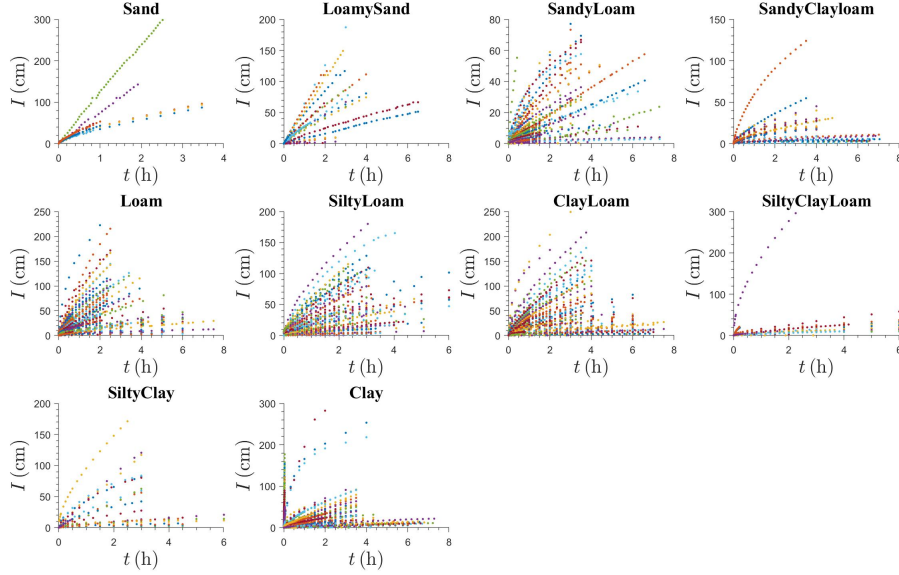 Sand LoamySand SandyLoam SandyClayloam
300 200 80 150
200 150 60 100
100 100 40 50
0 50 20 0
0 0
I (cm) I (cm) I (cm) I (cm)
0 1 2 3 4 0 2 4 6 8 0 2 4 6 8 0 2 4 6 8
t (h) t (h) t (h) t (h)
Loam SiltyLoam ClayLoam SiltyClayLoam
250 250 250 300
200 200 200 200
150 150 150 100
100 100 100 0
50 50 50
0 0 0
I (cm) I (cm) I (cm) I (cm)
0 2 4 6 0 2 4 6 0 2 4 6 8 0 2 4 6
t (h) t (h) t (h) t (h)
SiltyClay Clay
200 300
150 200
100 100
50 0
0
I (cm) I (cm)
0 2 4 6 0 2 4 6 8
t (h) t (h)